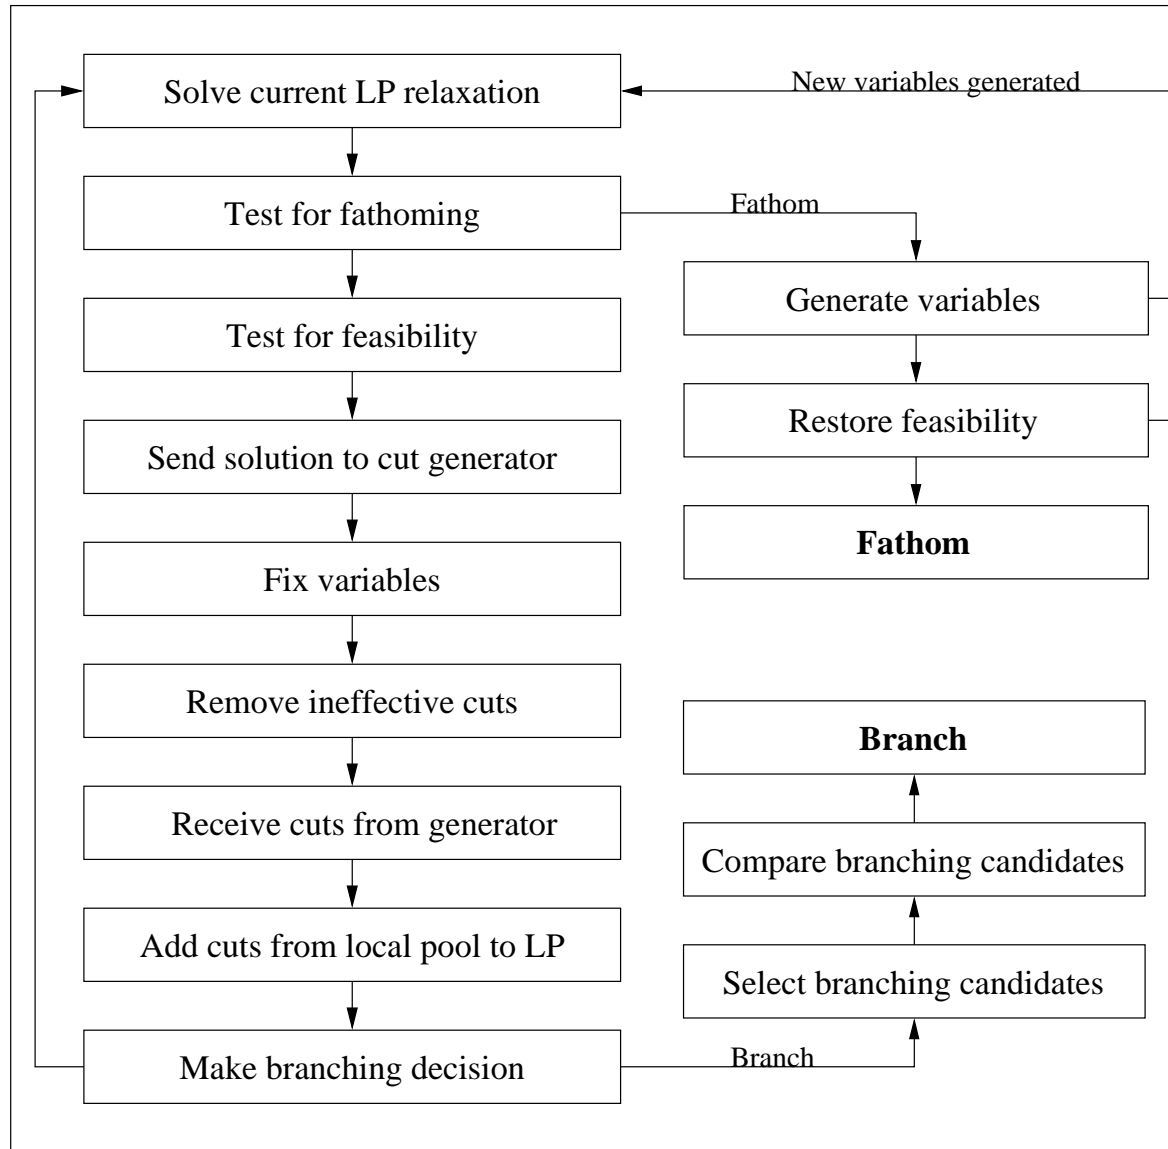 Solve current LP relaxation
New variables generated
Test for fathoming
Fathom
Generate variables
Test for feasibility
Restore feasibility
Send solution to cut generator
Fathom
Fix variables
Remove ineffective cuts
Branch
Receive cuts from generator
Compare branching candidates
Add cuts from local pool to LP
Select branching candidates
Make branching decision
Branch